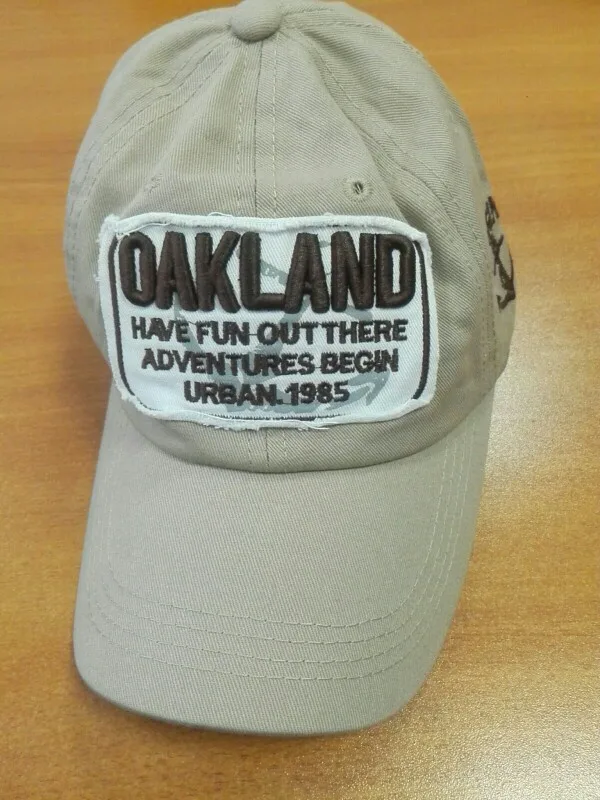 OAKLAND
HAVE FUN OUT THERE
ADVENTURES BEGIN
URBAN.1985